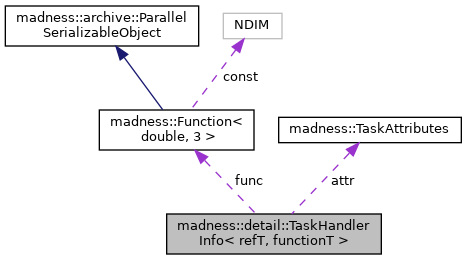 madness::archive::Parallel
SerializableObject
NDIM
const
madness::Function<
double, 3 >
madness::TaskAttributes
func
attr
madness::detail::TaskHandler
Info< refT, functionT >